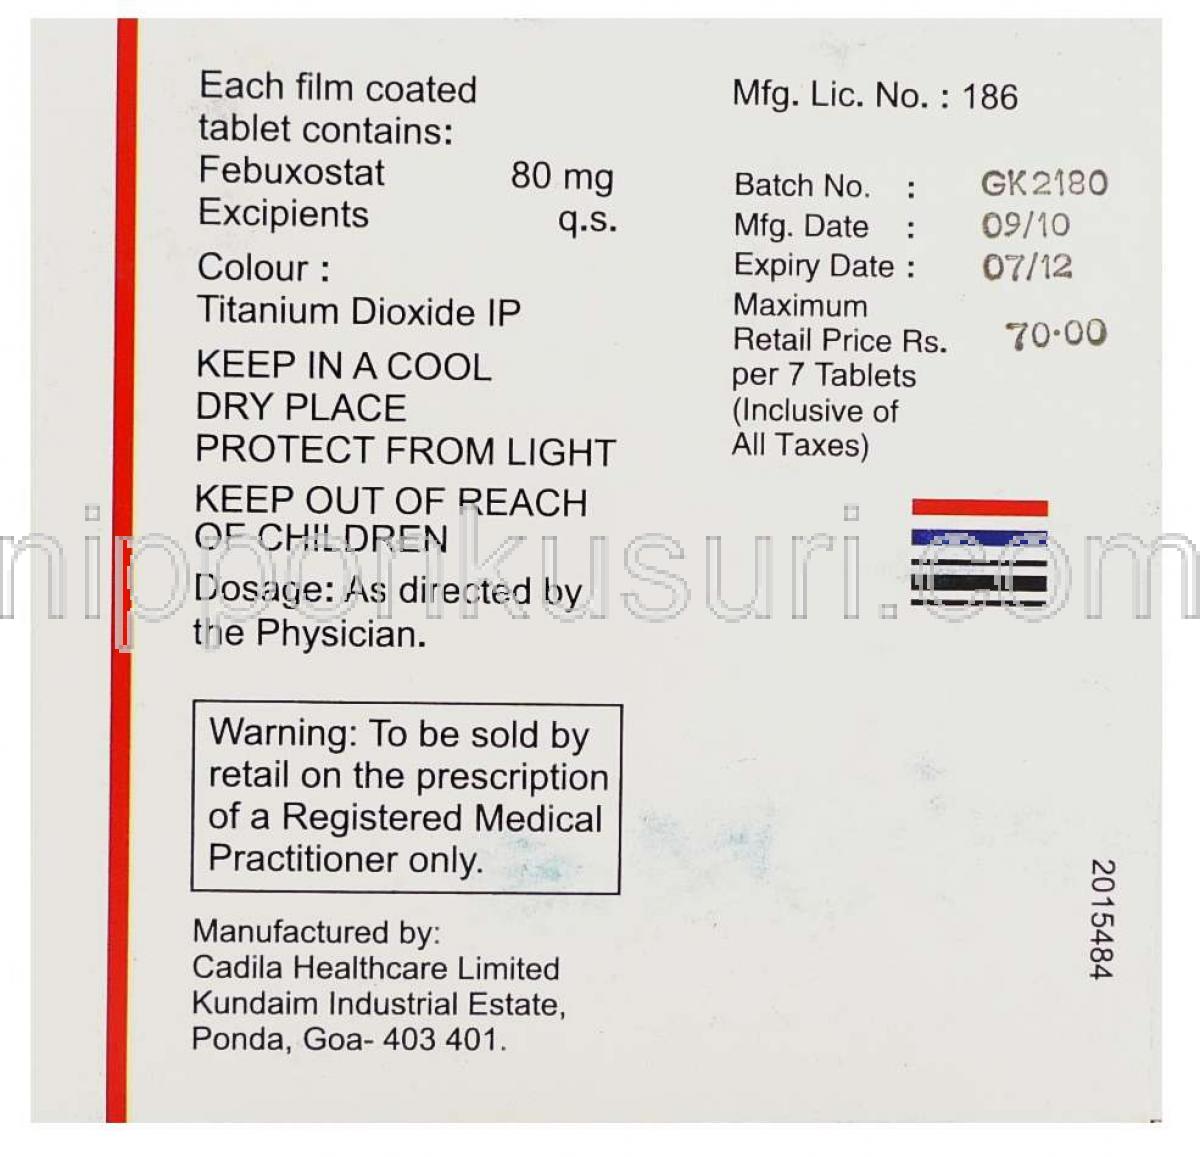 Each film coated
tablet contains:
Febuxostat 80 mg
Excipients q.s.
Colour :
Titanium Dioxide IP
KEEP IN A COOL
DRY PLACE
PROTECT FROM LIGHT
KEEP OUT OF REACH
OF CHILDREN
Dosage: As directed by
the Physician.
Warning: To be sold by
retail on the prescription
of a Registered Medical
Practitioner only.
Manufactured by:
Cadila Healthcare Limited
Kundaim Industrial Estate,
Ponda, Goa- 403 401.
Mfg. Lic. No. : 186
Batch No. : GK2180
Mfg. Date : 09/10
Expiry Date : 07/12
Maximum
Retail Price Rs. 70·00
per 7 Tablets
(Inclusive of
All Taxes)
2015484
nipponkusuri.com